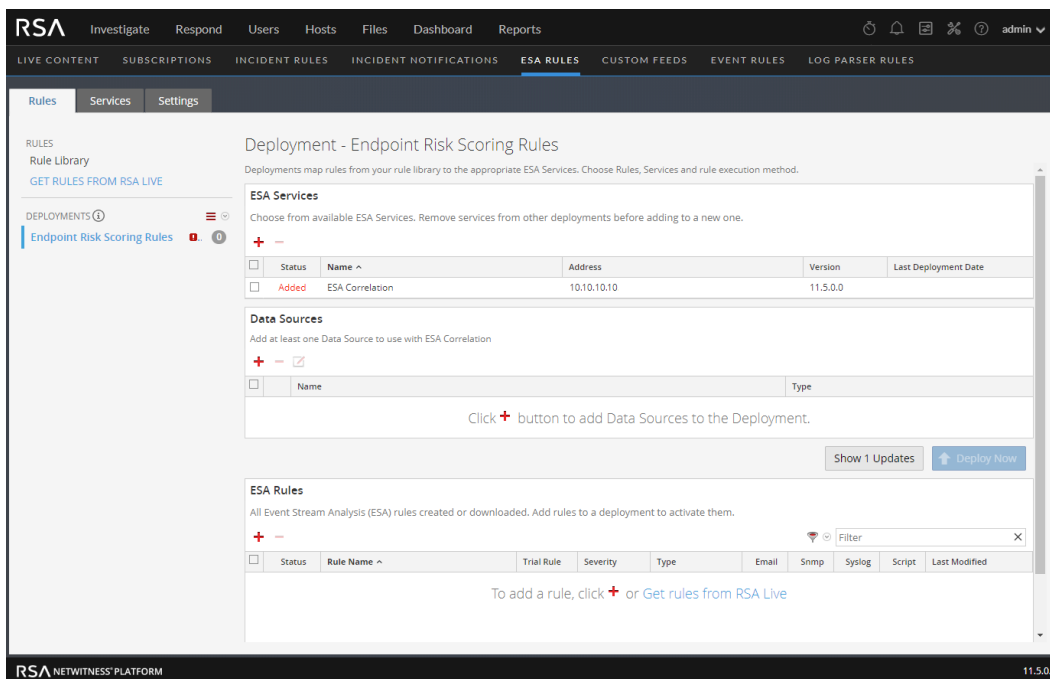 RSA Investigate Respond Users Hosts Files Dashboard Reports admin
LIVE CONTENT SUBSCRIPTIONS INCIDENT RULES INCIDENT NOTIFICATIONS ESA RULES CUSTOM FEEDS EVENT RULES LOG PARSER RULES
Rules Services Settings
RULES
Rule Library
GET RULES FROM RSA LIVE
DEPLOYMENTS
Endpoint Risk Scoring Rules 0
Deployment - Endpoint Risk Scoring Rules
Deployments map rules from your rule library to the appropriate ESA Services. Choose Rules, Services and rule execution method.
ESA Services
Choose from available ESA Services. Remove services from other deployments before adding to a new one.
Status Name Address Version Last Deployment Date
Added ESA Correlation 10.10.10.10 11.5.0.0
Data Sources
Add at least one Data Source to use with ESA Correlation
Name Type
Click + button to add Data Sources to the Deployment.
Show 1 Updates Deploy Now
ESA Rules
All Event Stream Analysis (ESA) rules created or downloaded. Add rules to a deployment to activate them.
Filter
Status Rule Name Trial Rule Severity Type Email Snmp Syslog Script Last Modified
To add a rule, click + or Get rules from RSA Live
RSA NETWITNESS® PLATFORM 11.5.0.